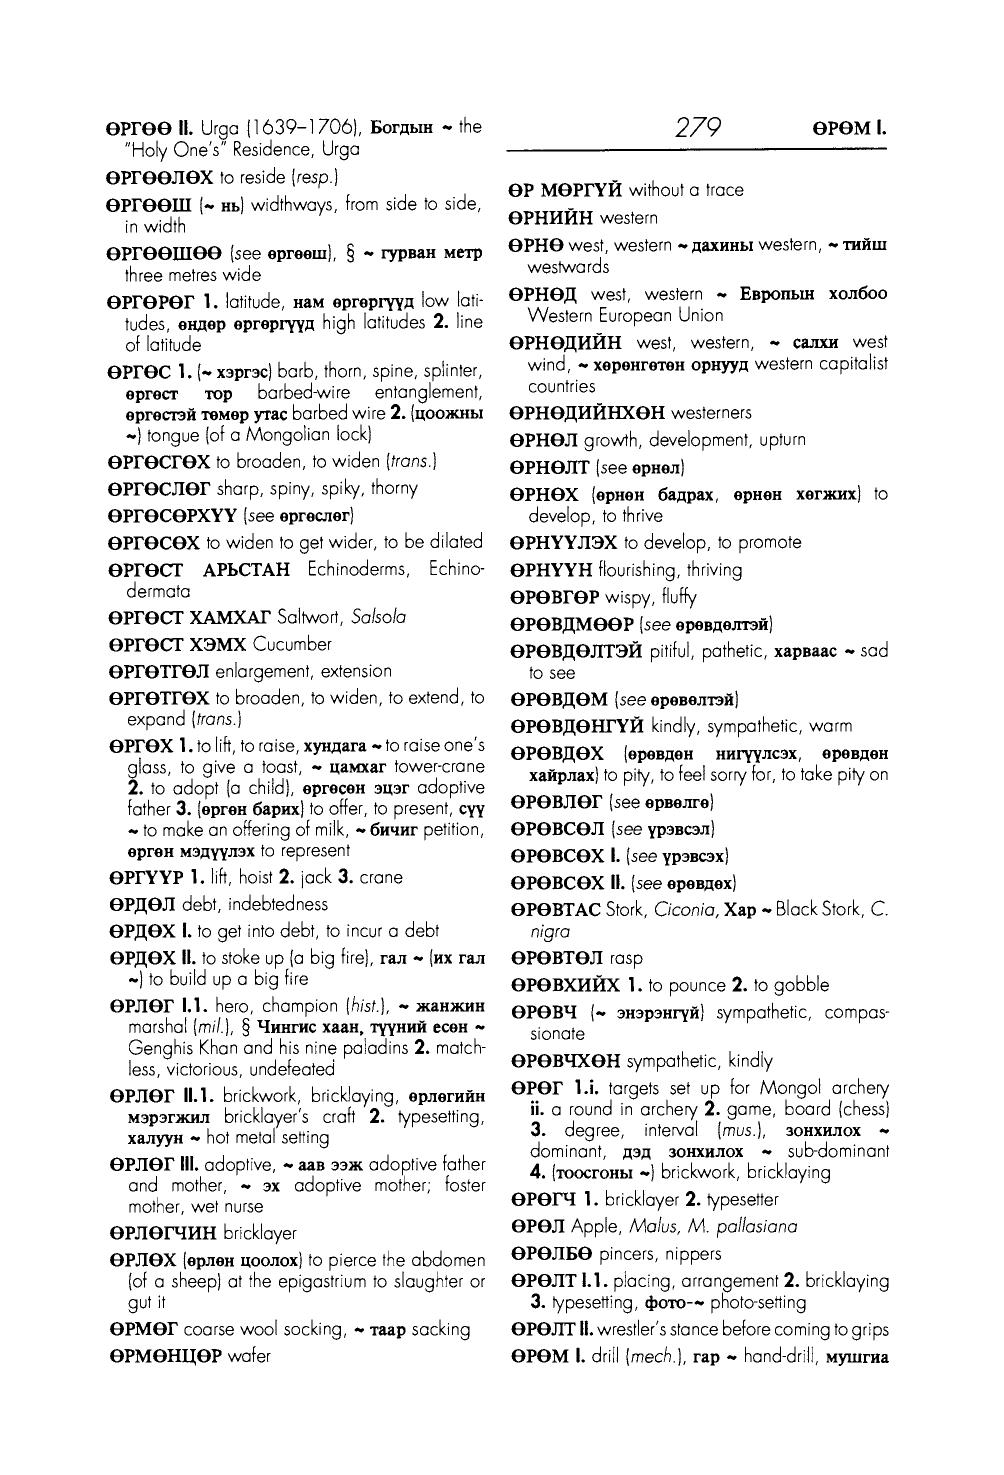 ӨРГӨӨ II. Urga (1639–1706), Богдын ~ the
"Holy One's" Residence, Urga
ӨРГӨӨЛӨХ to reside (resp.)
ӨРГӨӨШ (~ нь) widthways, from side to side,
in width
ӨРГӨӨШӨӨ (see өргөөш), § ~ гурван метр
three metres wide
ӨРГӨРӨГ 1. latitude, нам өргөргүүд low lati-
tudes, өндөр өргөргүүд high latitudes 2. line
of latitude
ӨРГӨС 1. (~ хэргэс) barb, thorn, spine, splinter,
өргөст тор barbed-wire entanglement,
өргөстэй төмөр утас barbed wire 2. (цоожны
~) tongue (of a Mongolian lock)
ӨРГӨСГӨХ to broaden, to widen (trans.)
ӨРГӨСЛӨГ sharp, spiny, spiky, thorny
ӨРГӨСӨРХҮҮ (see өргөслөг)
ӨРГӨСӨХ to widen to get wider, to be dilated
ӨРГӨСТ АРЬСТАН Echinoderms, Echino-
dermata
ӨРГӨСТ ХАМХАГ Saltwort, Salsola
ӨРГӨСТ ХЭМХ Cucumber
ӨРГӨТГӨЛ enlargement, extension
ӨРГӨТГӨХ to broaden, to widen, to extend, to
expand (trans.)
ӨРГӨХ 1. to lift, to raise, хундага ~ to raise one's
glass, to give a toast, ~ цамхаг tower-crane
2. to adopt (a child), өргөсөн эцэг adoptive
father 3. (өргөн барих) to offer, to present, сүү
~ to make an offering of milk, ~ бичиг petition,
өргөн мэдүүлэх to represent
ӨРГҮҮР 1. lift, hoist 2. jack 3. crane
ӨРДӨЛ debt, indebtedness
ӨРДӨХ I. to get into debt, to incur a debt
ӨРДӨХ II. to stoke up (a big fire), гал ~ (их гал
~) to build up a big fire
ӨРЛӨГ I.1. hero, champion (hist.), ~ жанжин
marshal (mil.), § Чингис хаан, түүний есөн ~
Genghis Khan and his nine paladins 2. match-
less, victorious, undefeated
ӨРЛӨГ II.1. brickwork, bricklaying, өрлөгийн
мэрэгжил bricklayer's craft 2. typesetting,
халуун ~ hot metal setting
ӨРЛӨГ III. adoptive, ~ аав ээж adoptive father
and mother, ~ эх adoptive mother; foster
mother, wet nurse
ӨРЛӨГЧИН bricklayer
ӨРЛӨХ (өрлөн цоолох) to pierce the abdomen
(of a sheep) at the epigastrium to slaughter or
gut it
ӨРМӨГ coarse wool socking, ~ таар sacking
ӨРМӨНЦӨР wafer
279 ӨРӨМ I.
ӨР МӨРГҮЙ without a trace
ӨРНИЙН western
ӨРНӨ west, western ~ дахины western, ~ тийш
westwards
ӨРНӨД west, western ~ Европын холбоо
Western European Union
ӨРНӨДИЙН west, western, ~ салхи west
wind, ~ хөрөнгөтөн орнууд western capitalist
countries
ӨРНӨДИЙНХӨН westerners
ӨРНӨЛ growth, development, upturn
ӨРНӨЛТ (see өрнөл)
ӨРНӨХ (өрнөн бадрах, өрнөн хөгжих) to
develop, to thrive
ӨРНҮҮЛЭХ to develop, to promote
ӨРНҮҮН flourishing, thriving
ӨРӨВГӨР wispy, fluffy
ӨРӨВДМӨӨР (see өрөвдөлтэй)
ӨРӨВДӨЛТЭЙ pitiful, pathetic, харваас ~ sad
to see
ӨРӨВДӨМ (see өрөвөлтэй)
ӨРӨВДӨНГҮЙ kindly, sympathetic, warm
ӨРӨВДӨХ (өрөвдөн нигүүлсэх, өрөвдөн
хайрлах) to pity, to feel sorry for, to take pity on
ӨРӨВЛӨГ (see өрвөлгө)
ӨРӨВСӨЛ (see үрэвсэл)
ӨРӨВСӨХ I. (see үрэвсэх)
ӨРӨВСӨХ II. (see өрөвдөх)
ӨРӨВТАС Stork, Ciconia, Хар ~ Black Stork, C.
nigra
ӨРӨВТӨЛ rasp
ӨРӨВХИЙХ 1. to pounce 2. to gobble
ӨРӨВЧ (~ энэрэнгүй) sympathetic, compas-
sionate
ӨРӨВЧХӨН sympathetic, kindly
ӨРӨГ 1.i. targets set up for Mongol archery
ii. a round in archery 2. game, board (chess)
3. degree, interval (mus.), зонхилох ~
dominant, дэд зонхилох ~ sub-dominant
4. (тоосгоны ~) brickwork, bricklaying
ӨРӨГЧ 1. bricklayer 2. typesetter
ӨРӨЛ Apple, Malus, M. pallasiana
ӨРӨЛБӨ pincers, nippers
ӨРӨЛТ I.1. placing, arrangement 2. bricklaying
3. typesetting, фото-~ photo-setting
ӨРӨЛТ II. wrestler's stance before coming to grips
ӨРӨМ I. drill (mech.), гар ~ hand-drill, мушгиа